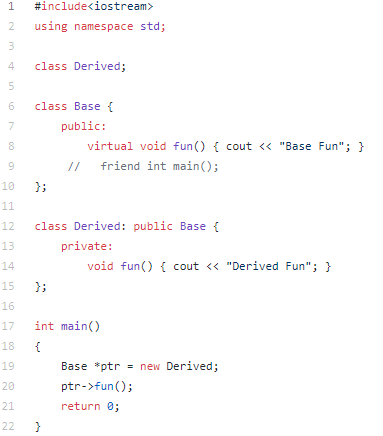 1 #include<iostream>
2 using namespace std;
3
4 class Derived;
5
6 class Base {
7     public:
8         virtual void fun() { cout << "Base Fun"; }
9      //   friend int main();
10 };
11
12 class Derived: public Base {
13     private:
14         void fun() { cout << "Derived Fun"; }
15 };
16
17 int main()
18 {
19     Base *ptr = new Derived;
20     ptr->fun();
21     return 0;
22 }